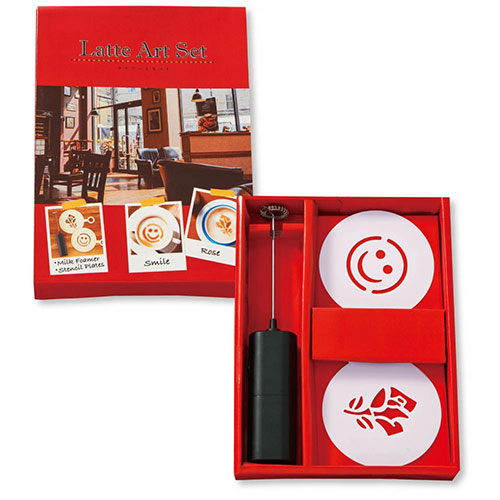 Latte Art Set
・Milk Foamer
・Stencil Plates
Smile
Rose